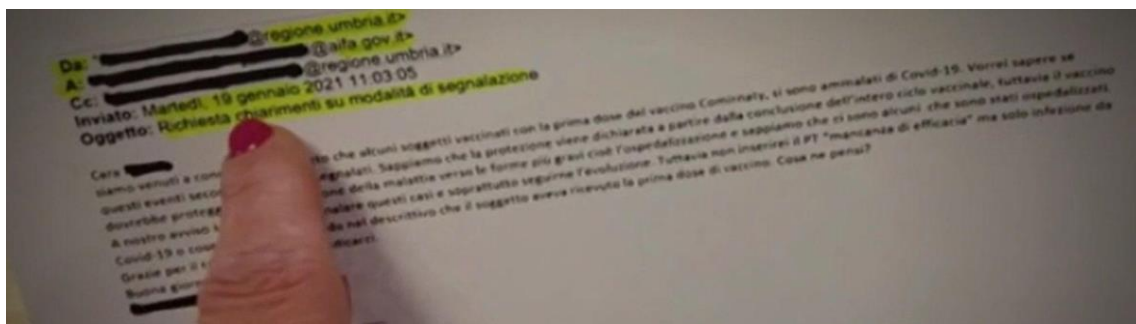 Da: @regione.umbria.it>
A: @aifa.gov.it>
Cc: @regione.umbria.it>
Inviato: Martedì, 19 gennaio 2021 11:03:05
Oggetto: Richiesta chiarimenti su modalità di segnalazione
Cara
siamo venuti a che alcuni soggetti vaccinati con la prima dose del vaccino Comirnaty, si sono ammalati di Covid-19. Vorrei sapere se
questi eventi segnalati. Sappiamo che la protezione viene dichiarata a partire dalla conclusione dell'intero ciclo vaccinale, tuttavia il vaccino
dovrebbe della malattie verso le forme più gravi cioè l'ospedalizzazione e sappiamo che ci sono alcuni che sono stati ospedalizzati.
A nostro avviso questi casi e soprattutto seguirne l'evoluzione. Tuttavia non inserirei il PT "mancanza di efficacia" ma solo infezione da
Covid-19 o nel descrittivo che il soggetto aveva ricevuto la prima dose di vaccino. Cosa ne pensi?
Grazie per il
Buona